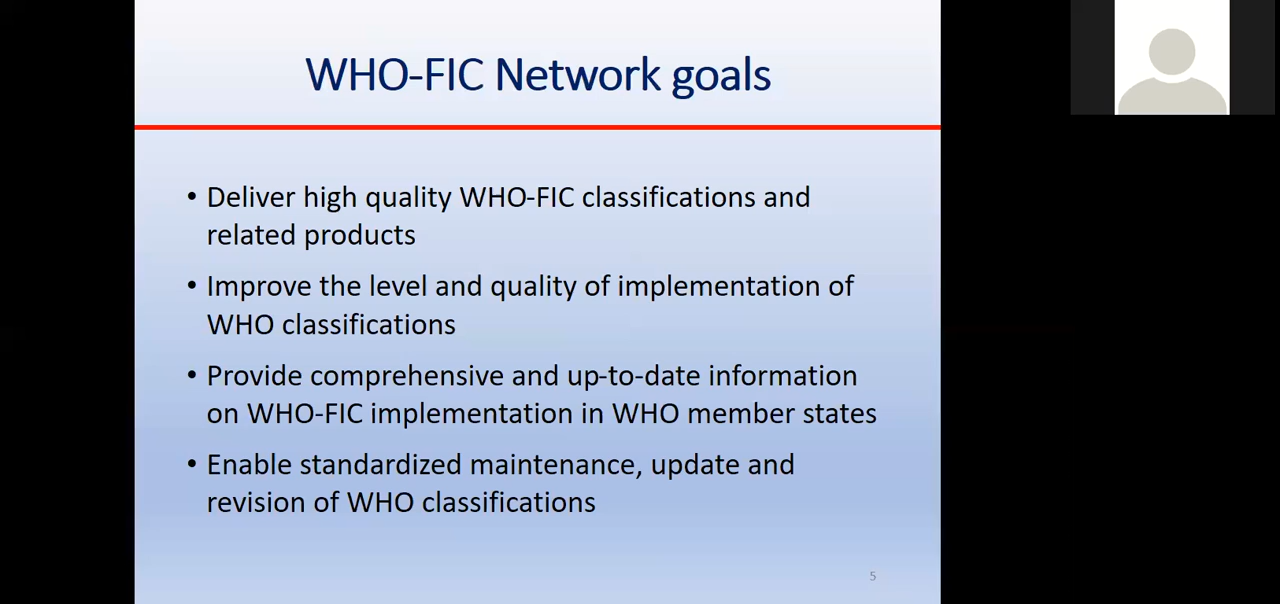 WHO-FIC Network goals
• Deliver high quality WHO-FIC classifications and
related products
• Improve the level and quality of implementation of
WHO classifications
• Provide comprehensive and up-to-date information
on WHO-FIC implementation in WHO member states
• Enable standardized maintenance, update and
revision of WHO classifications
5